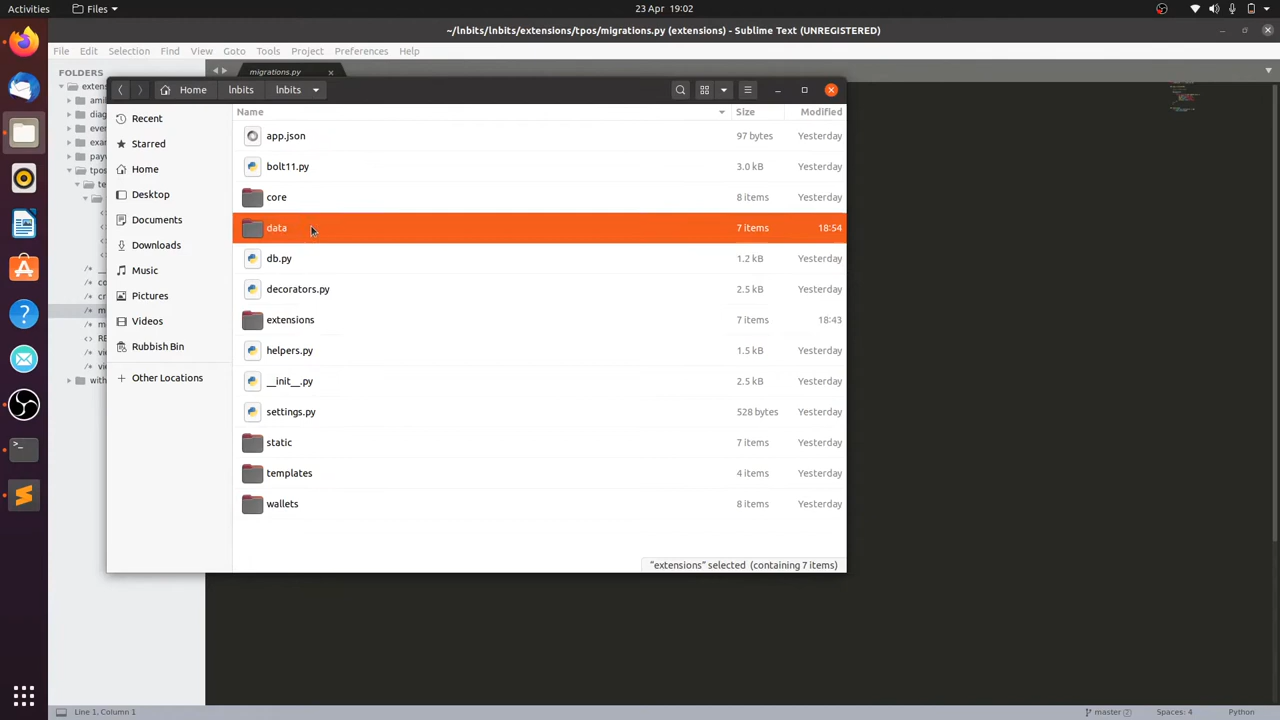 Activities
Files
23 Apr 19:02
~/lnbits/lnbits/extensions/tpos/migrations.py (extensions) - Sublime Text (UNREGISTERED)
File Edit Selection Find View Goto Tools Project Preferences Help
FOLDERS
migrations.py
Home lnbits lnbits
Name Size Modified
Recent
Starred
Home
Desktop
Documents
Downloads
Music
Pictures
Videos
Rubbish Bin
Other Locations
app.json 97 bytes Yesterday
bolt11.py 3.0 kB Yesterday
core 8 items Yesterday
data 7 items 18:54
db.py 1.2 kB Yesterday
decorators.py 2.5 kB Yesterday
extensions 7 items 18:43
helpers.py 1.5 kB Yesterday
__init__.py 2.5 kB Yesterday
settings.py 528 bytes Yesterday
static 7 items Yesterday
templates 4 items Yesterday
wallets 8 items Yesterday
"extensions" selected (containing 7 items)
Line 1, Column 1
master 2
Spaces: 4
Python